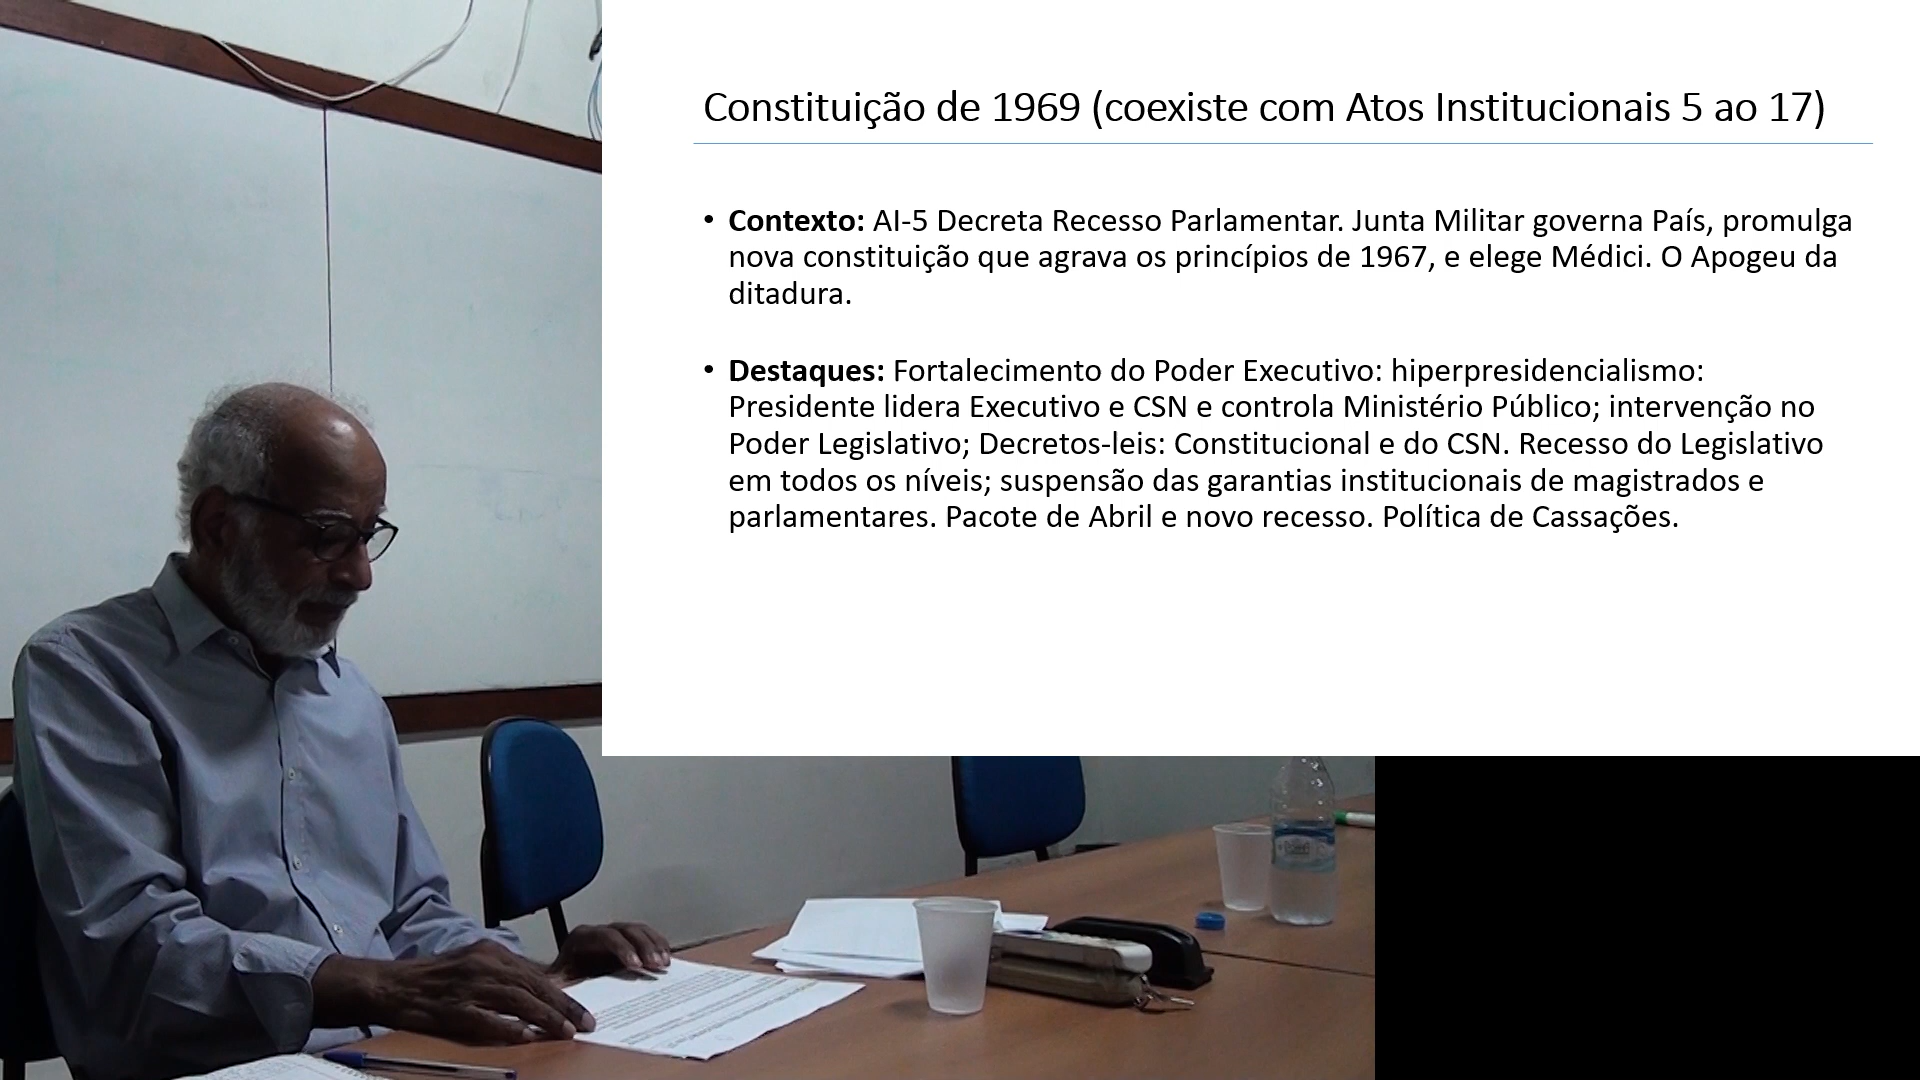 Constituição de 1969 (coexiste com Atos Institucionais 5 ao 17)
• Contexto: AI-5 Decreta Recesso Parlamentar. Junta Militar governa País, promulga
nova constituição que agrava os princípios de 1967, e elege Médici. O Apogeu da
ditadura.
• Destaques: Fortalecimento do Poder Executivo: hiperpresidencialismo:
Presidente lidera Executivo e CSN e controla Ministério Público; intervenção no
Poder Legislativo; Decretos-leis: Constitucional e do CSN. Recesso do Legislativo
em todos os níveis; suspensão das garantias institucionais de magistrados e
parlamentares. Pacote de Abril e novo recesso. Política de Cassações.